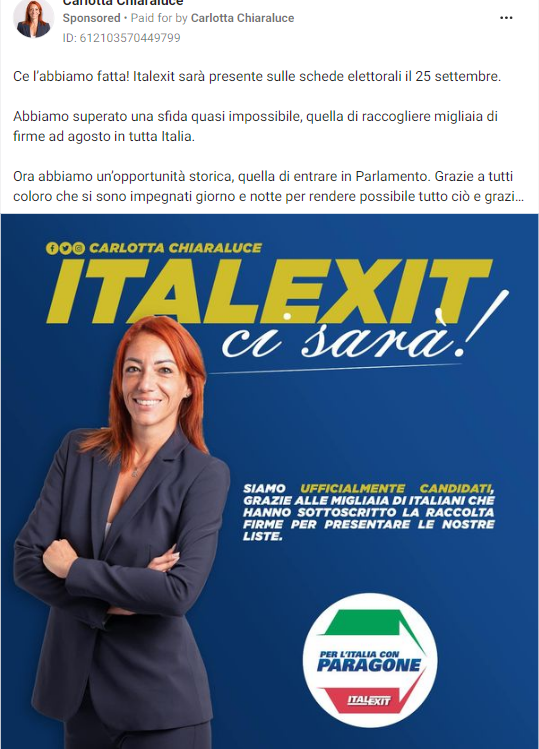 Carlotta Chiaraluce
Sponsored • Paid for by Carlotta Chiaraluce
ID: 612103570449799
Ce l'abbiamo fatta! Italexit sarà presente sulle schede elettorali il 25 settembre.
Abbiamo superato una sfida quasi impossibile, quella di raccogliere migliaia di
firme ad agosto in tutta Italia.
Ora abbiamo un'opportunità storica, quella di entrare in Parlamento. Grazie a tutti
coloro che si sono impegnati giorno e notte per rendere possibile tutto ciò e grazi...
CARLOTTA CHIARALUCE
ITALEXIT
ci sarà!
SIAMO UFFICIALMENTE CANDIDATI,
GRAZIE ALLE MIGLIAIA DI ITALIANI CHE
HANNO SOTTOSCRITTO LA RACCOLTA
FIRME PER PRESENTARE LE NOSTRE
LISTE.
PER L'ITALIA CON
PARAGONE
ITALEXIT